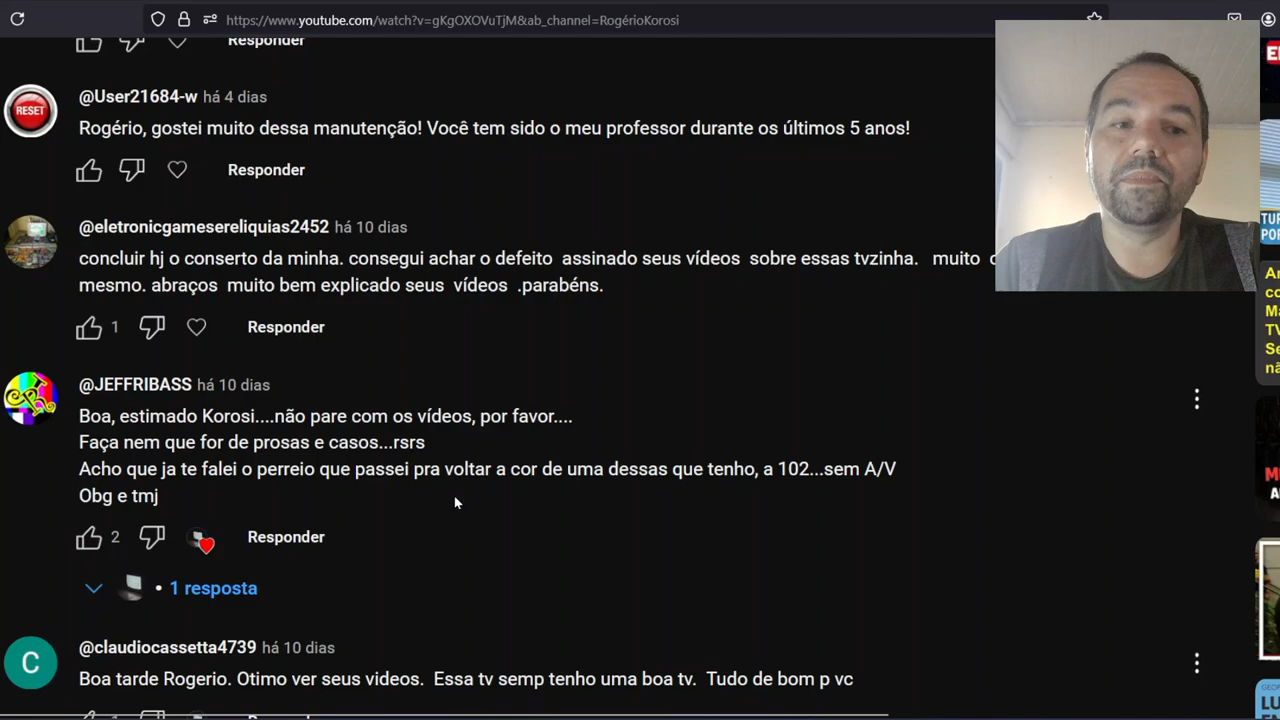 https://www.youtube.com/watch?v=gKgOXOVuTjM&ab_channel=RogérioKorosi
Responder
RESET
@User21684-w há 4 dias
Rogério, gostei muito dessa manutenção! Você tem sido o meu professor durante os últimos 5 anos!
Responder
@eletronicgamesereliquias2452 há 10 dias
concluir hj o conserto da minha. consegui achar o defeito assinado seus vídeos sobre essas tvzinha. muito
mesmo. abraços muito bem explicado seus vídeos .parabéns.
1 Responder
@JEFFRIBASS há 10 dias
Boa, estimado Korosi....não pare com os vídeos, por favor....
Faça nem que for de prosas e casos...rsrs
Acho que ja te falei o perreio que passei pra voltar a cor de uma dessas que tenho, a 102...sem A/V
Obg e tmj
2 Responder
• 1 resposta
C
@claudiocassetta4739 há 10 dias
Boa tarde Rogerio. Otimo ver seus videos. Essa tv semp tenho uma boa tv. Tudo de bom p vc